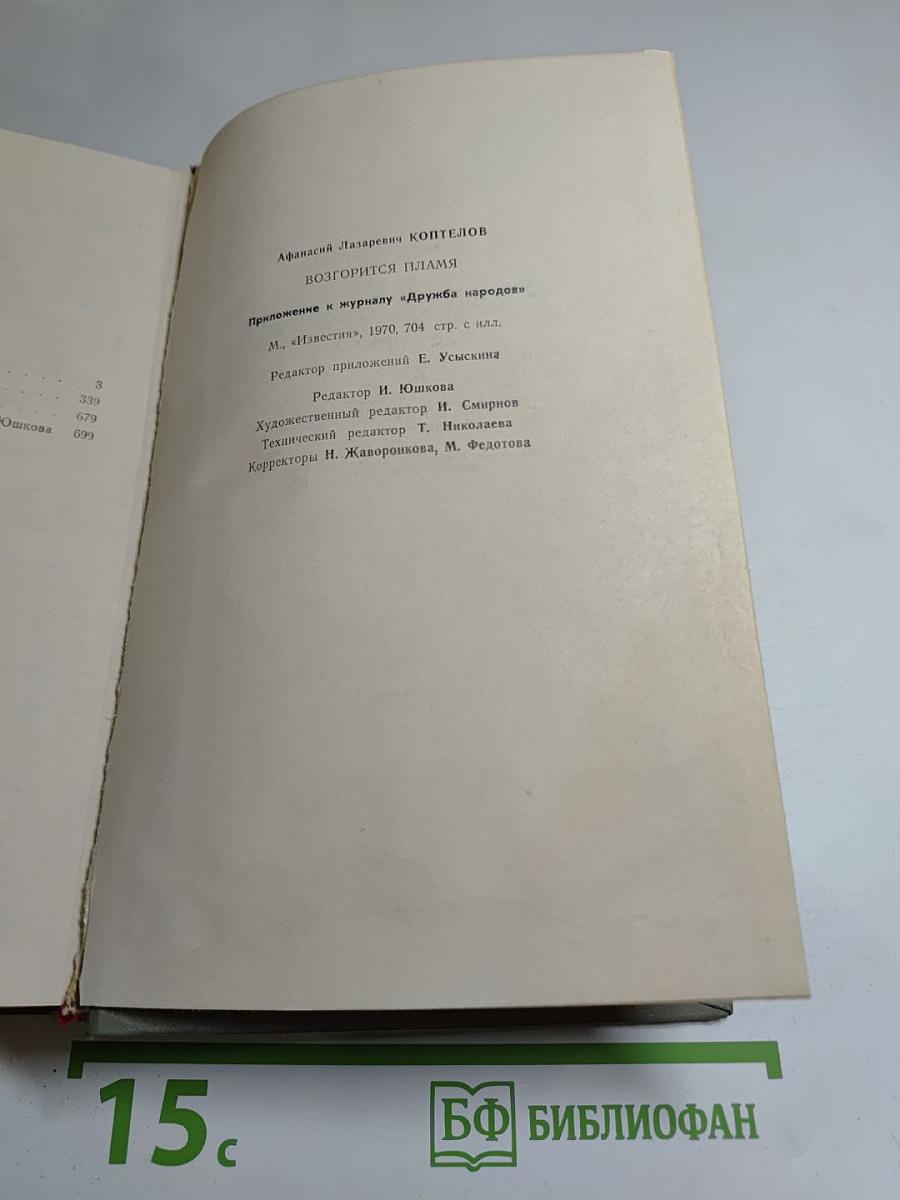 . . . . 3
. . . . 339
. . . . 679
Юшкова 699
Афанасий Лазаревич КОПТЕЛОВ
ВОЗГОРИТСЯ ПЛАМЯ
Приложение к журналу «Дружба народов»
М., «Известия», 1970, 704 стр. с илл.
Редактор приложений Е. Усыскина
Редактор И. Юшкова
Художественный редактор И. Смирнов
Технический редактор Т. Николаева
Корректоры Н. Жаворонкова, М. Федотова
15 с
БФ БИБЛИОФАН